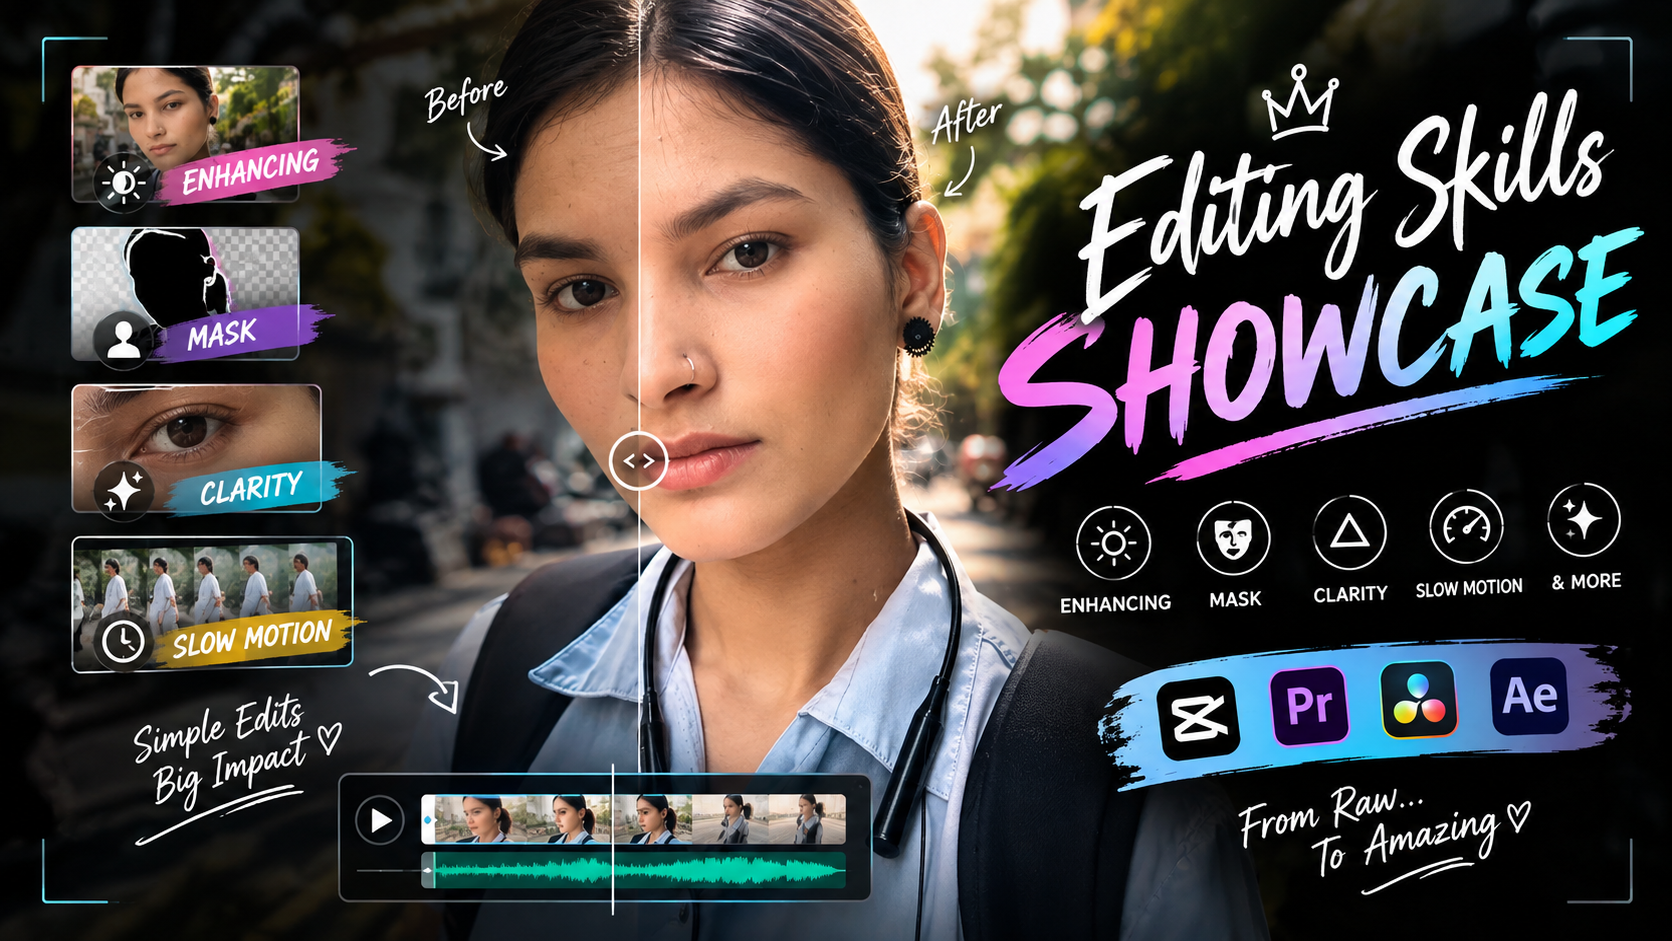 ENHANCING
MASK
CLARITY
SLOW MOTION
Simple Edits
Big Impact
Before
After
Editing Skills
SHOWCASE
ENHANCING
MASK
CLARITY
SLOW MOTION
& MORE
Pr
Ae
From Raw...
To Amazing